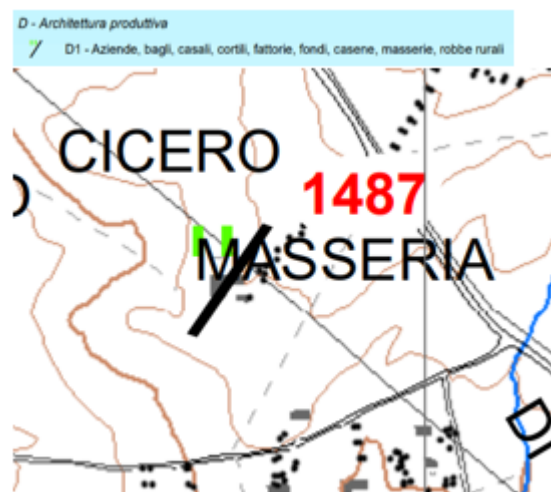 D - Architettura produttiva
D1 - Aziende, bagli, casali, cortili, fattorie, fondi, casene, masserie, robbe rurali
CICERO
1487
MASSERIA